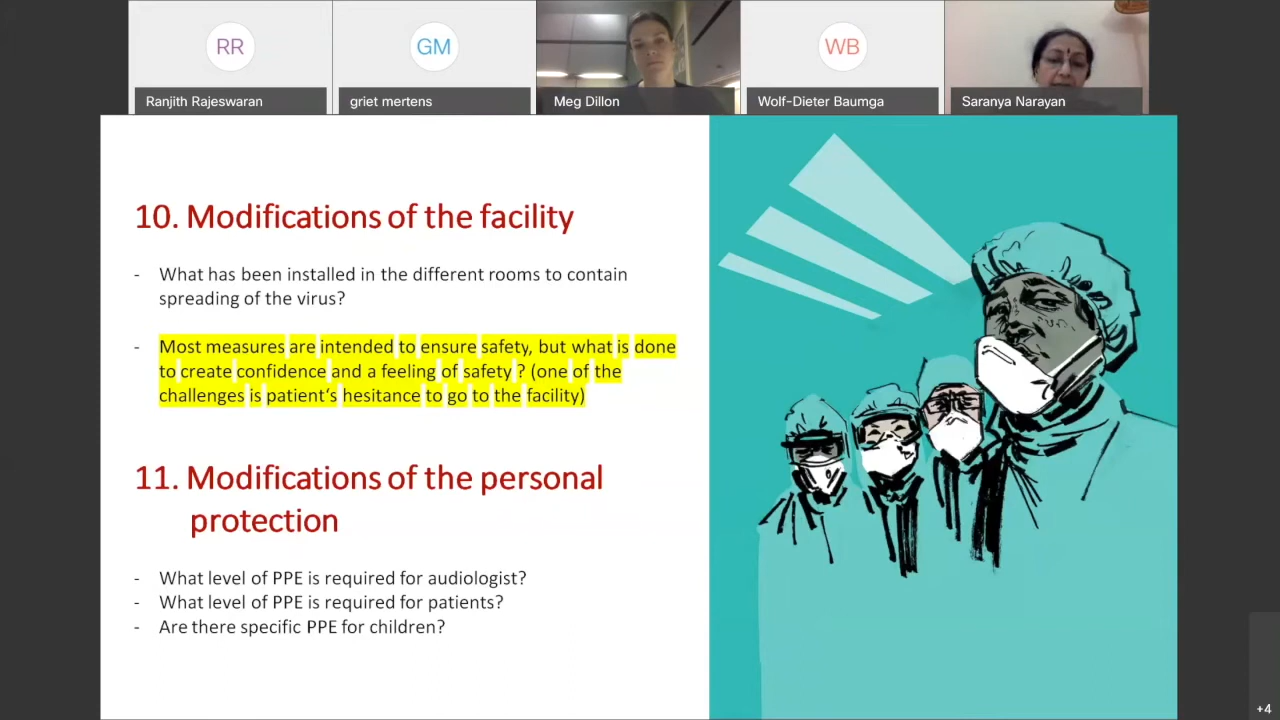 RR
GM
WB
Ranjith Rajeswaran
griet mertens
Meg Dillon
Wolf-Dieter Baumga
Saranya Narayan
10. Modifications of the facility
- What has been installed in the different rooms to contain
spreading of the virus?
- Most measures are intended to ensure safety, but what is done
to create confidence and a feeling of safety ? (one of the
challenges is patient‘s hesitance to go to the facility)
11. Modifications of the personal
protection
- What level of PPE is required for audiologist?
- What level of PPE is required for patients?
- Are there specific PPE for children?
+4